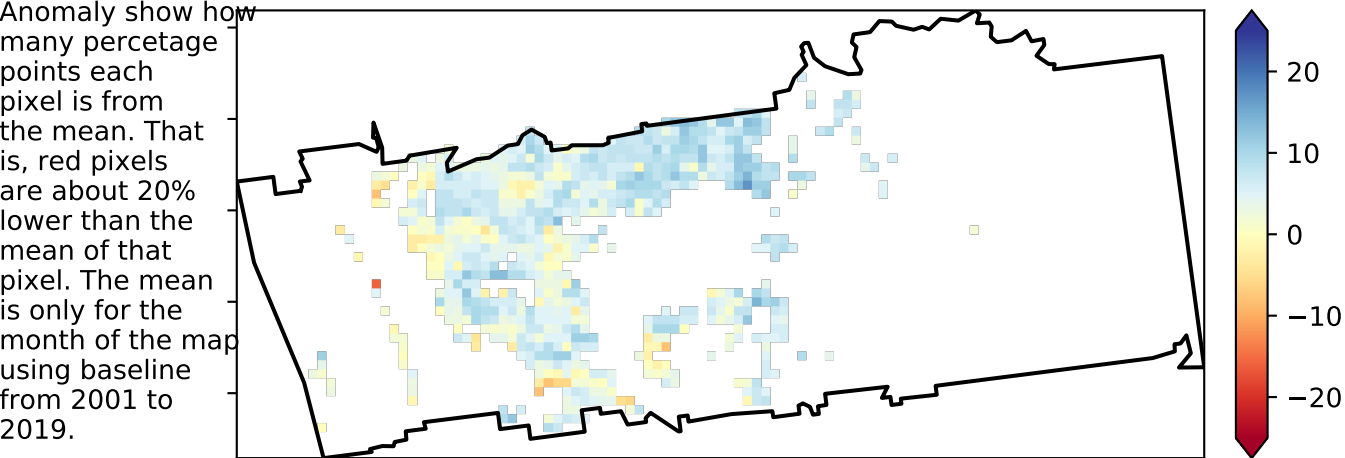 Anomaly show how
many percetage
points each
pixel is from
the mean. That
is, red pixels
are about 20%
lower than the
mean of that
pixel. The mean
is only for the
month of the map
using baseline
from 2001 to
2019.
20
10
0
−10
−20